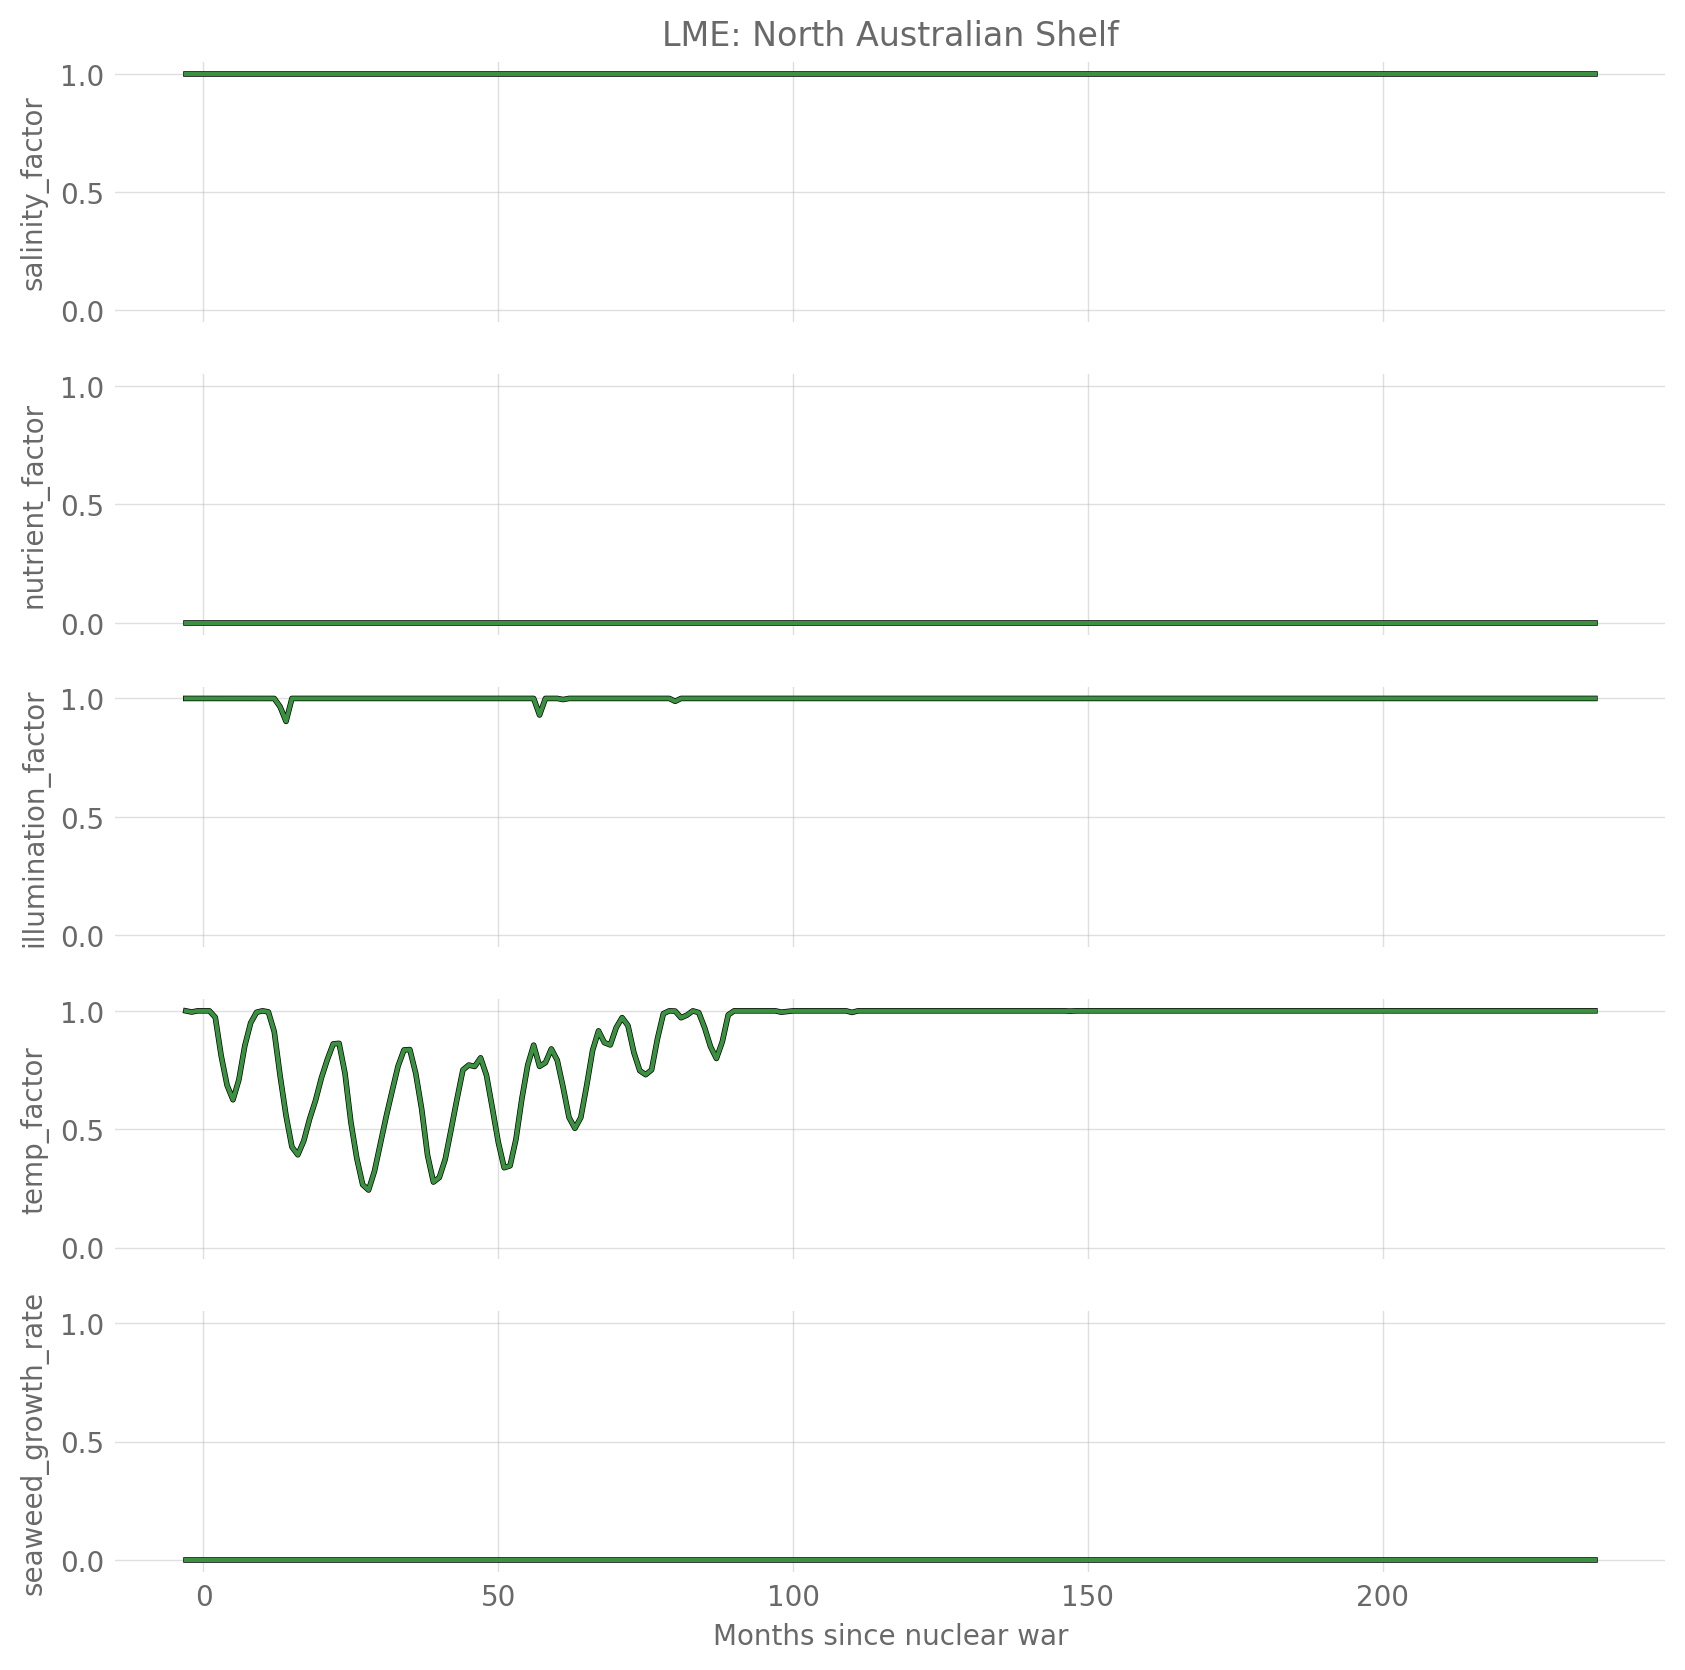 LME: North Australian Shelf
1.0
0.5
0.0
salinity_factor
1.0
0.5
0.0
nutrient_factor
1.0
0.5
0.0
illumination_factor
1.0
0.5
0.0
temp_factor
1.0
0.5
0.0
seaweed_growth_rate
0 50 100 150 200
Months since nuclear war